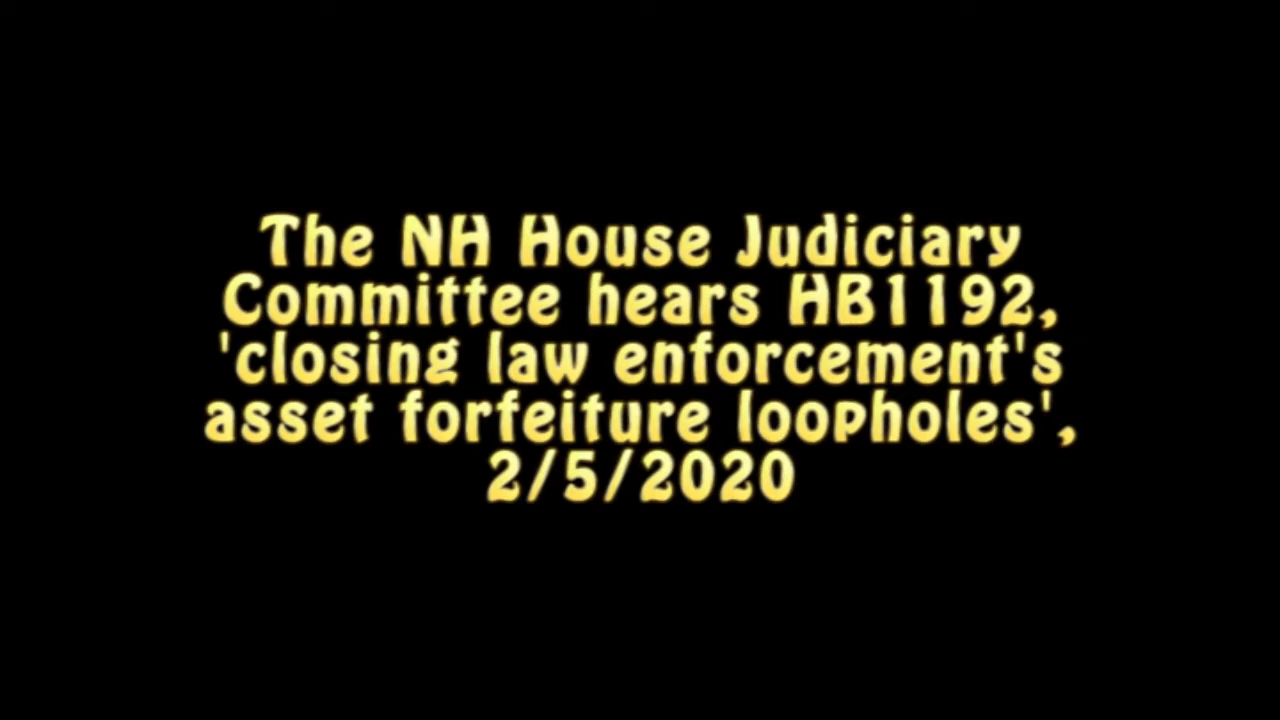 The NH House Judiciary
Committee hears HB1192,
'closing law enforcement's
asset forfeiture loopholes',
2/5/2020